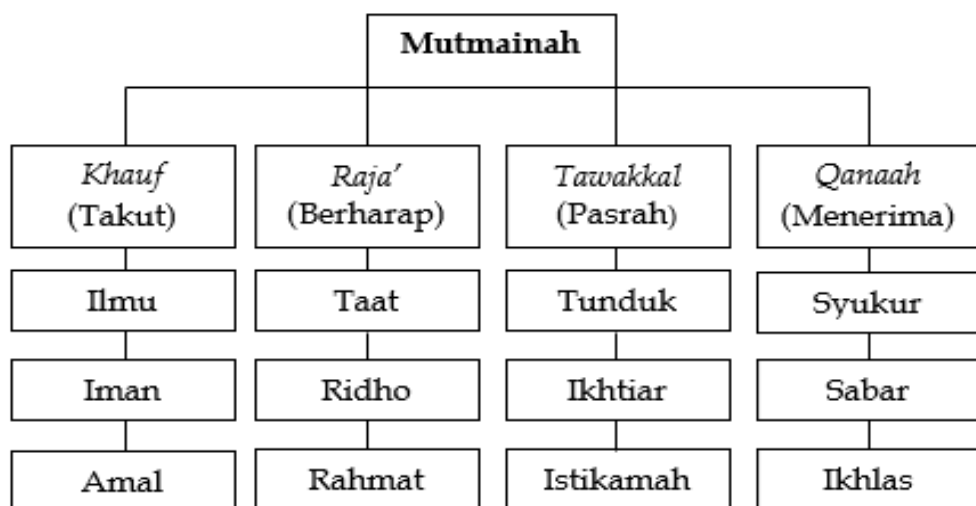 Mutmainah
Khauf
(Takut)
Raja’
(Berharap)
Tawakkal
(Pasrah)
Qanaah
(Menerima)
Ilmu
Taat
Tunduk
Syukur
Iman
Ridho
Ikhtiar
Sabar
Amal
Rahmat
Istikamah
Ikhlas